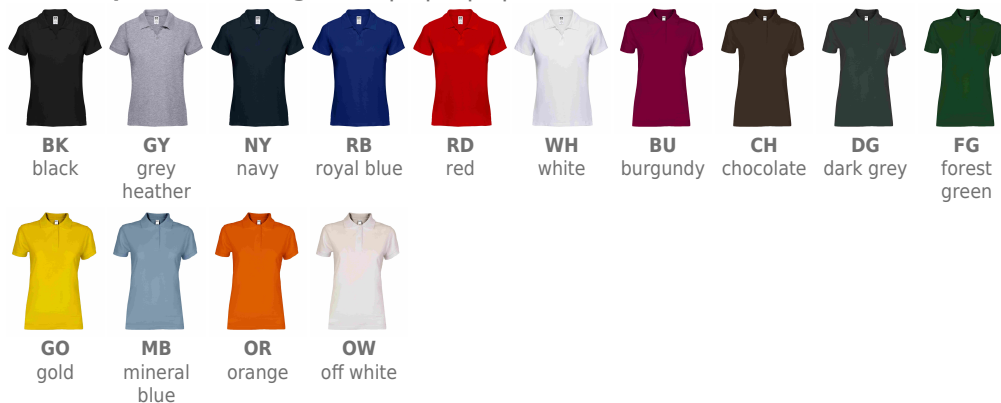 BK
black
GY
grey
heather
NY
navy
RB
royal blue
RD
red
WH
white
BU
burgundy
CH
chocolate
DG
dark grey
FG
forest
green
GO
gold
MB
mineral
blue
OR
orange
OW
off white